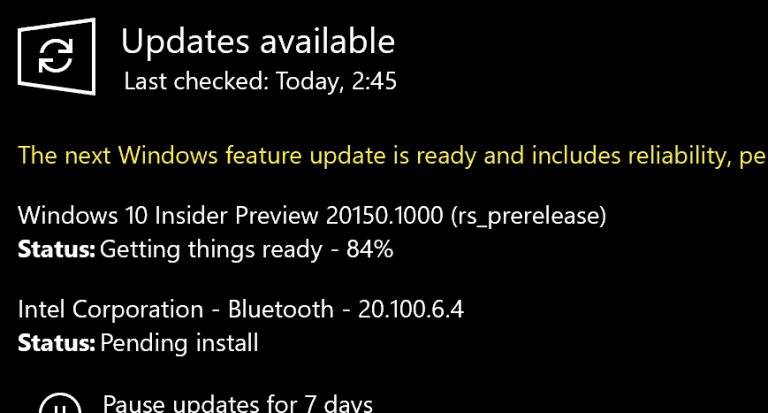 Updates available
Last checked: Today, 2:45
The next Windows feature update is ready and includes reliability, pe
Windows 10 Insider Preview 20150.1000 (rs_prerelease)
Status: Getting things ready - 84%
Intel Corporation - Bluetooth - 20.100.6.4
Status: Pending install
Pause updates for 7 days